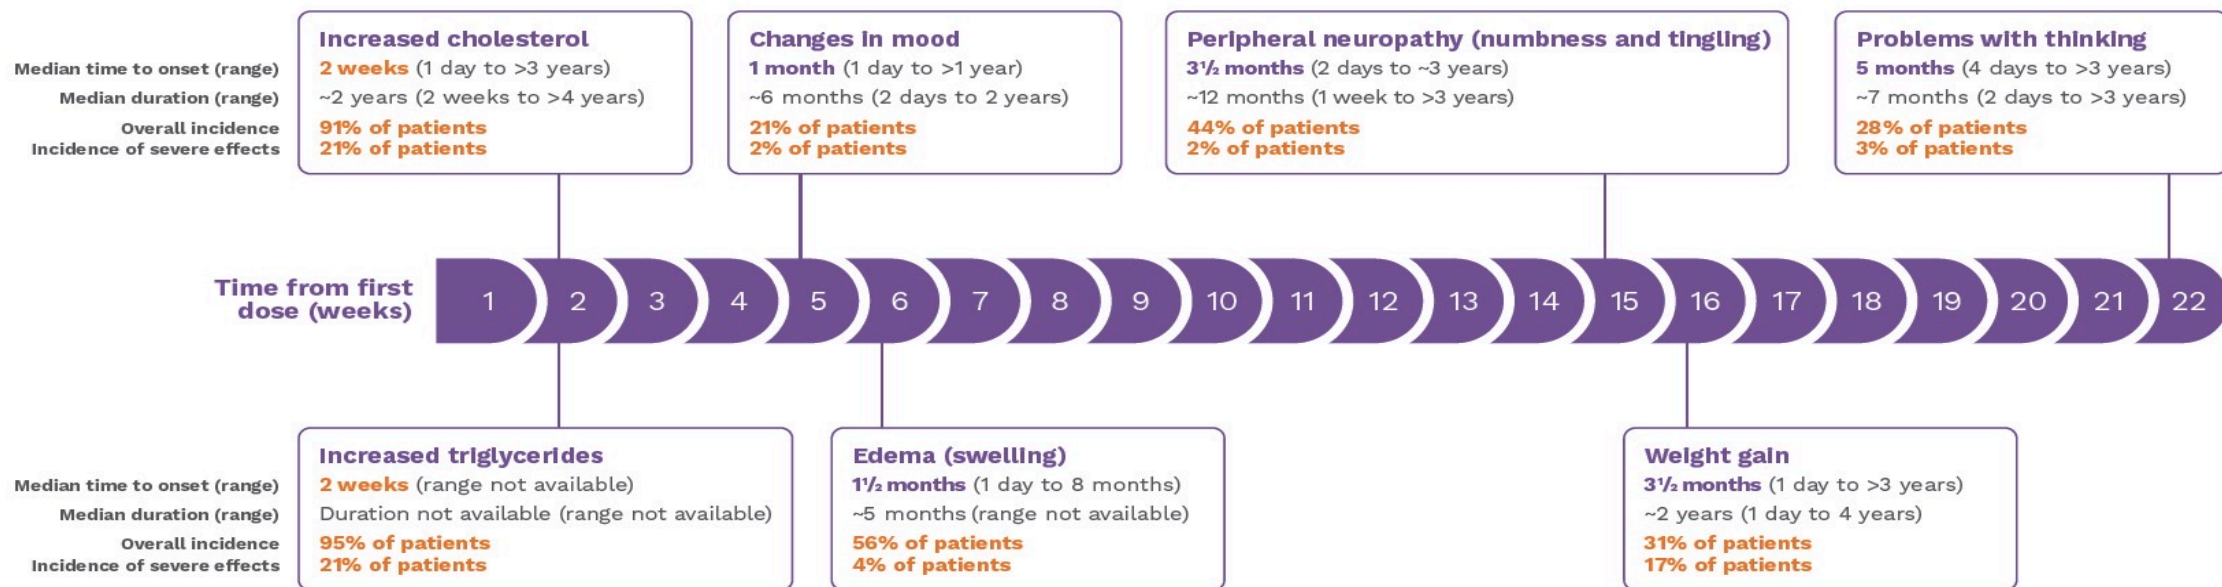 Increased cholesterol
Median time to onset (range) 2 weeks (1 day to >3 years)
Median duration (range) ~2 years (2 weeks to >4 years)
Overall incidence 91% of patients
Incidence of severe effects 21% of patients
Changes in mood
1 month (1 day to >1 year)
~6 months (2 days to 2 years)
21% of patients
2% of patients
Peripheral neuropathy (numbness and tingling)
3½ months (2 days to ~3 years)
~12 months (1 week to >3 years)
44% of patients
2% of patients
Problems with thinking
5 months (4 days to >3 years)
~7 months (2 days to >3 years)
28% of patients
3% of patients
Time from first
dose (weeks)
1 2 3 4 5 6 7 8 9 10 11 12 13 14 15 16 17 18 19 20 21 22
Increased triglycerides
Median time to onset (range) 2 weeks (range not available)
Median duration (range) Duration not available (range not available)
Overall incidence 95% of patients
Incidence of severe effects 21% of patients
Edema (swelling)
1½ months (1 day to 8 months)
~5 months (range not available)
56% of patients
4% of patients
Weight gain
3½ months (1 day to >3 years)
~2 years (1 day to 4 years)
31% of patients
17% of patients